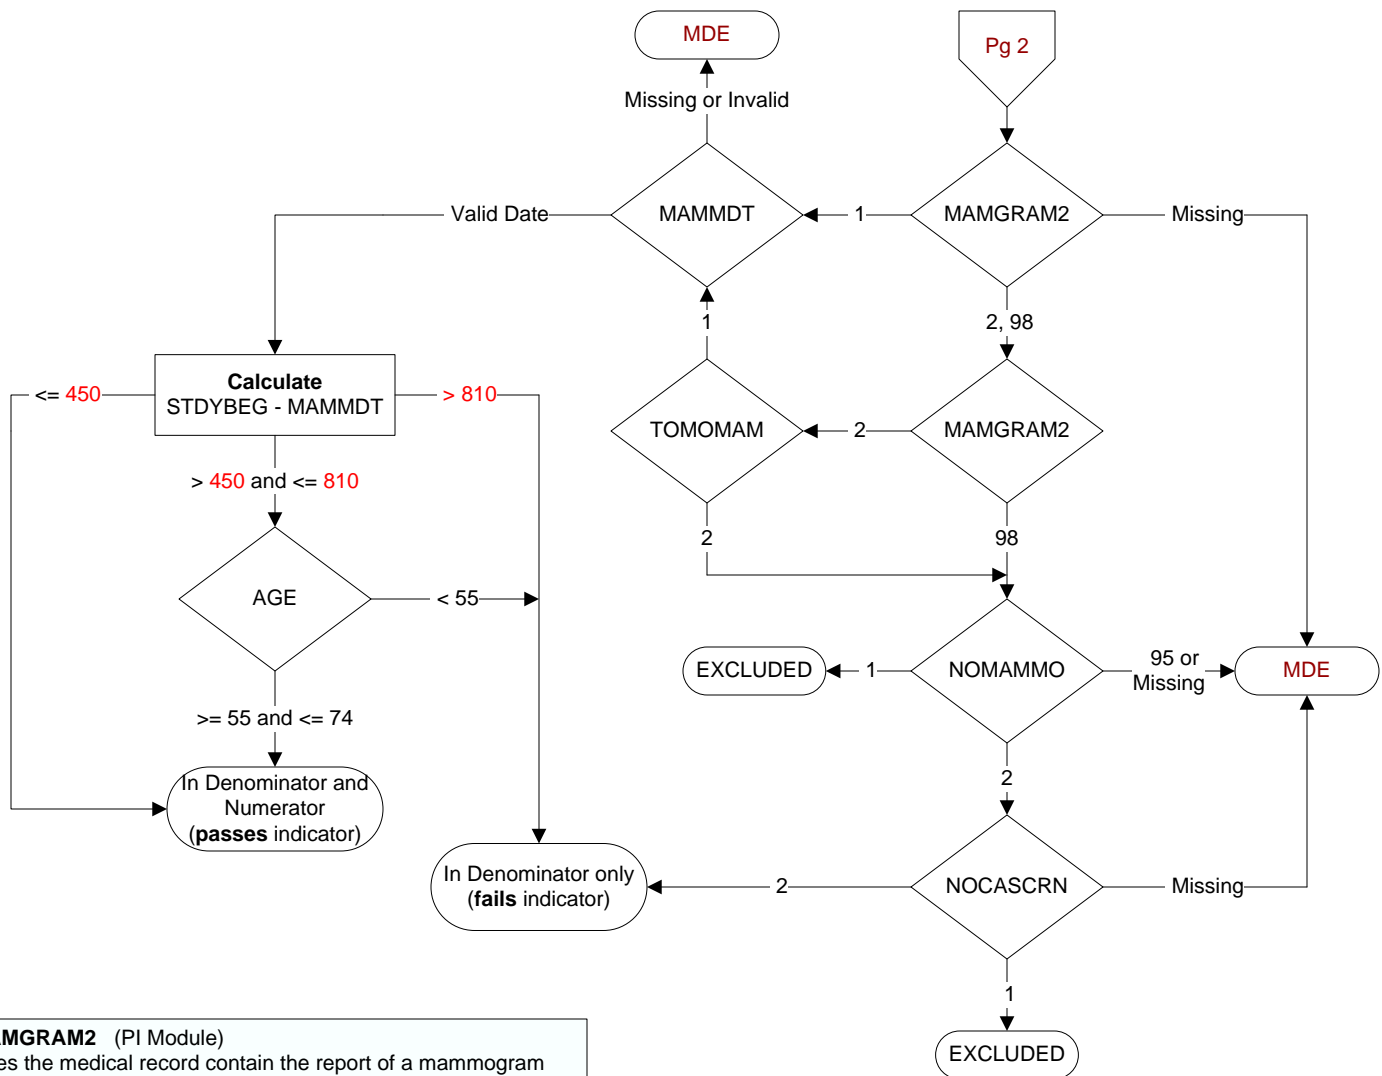 MDE
Pg 2
Missing or Invalid
Valid Date
MAMMDT
1
MAMGRAM2
Missing
1
2, 98
<= 450
Calculate
STDYBEG - MAMMDT
> 810
TOMOMAM
2
MAMGRAM2
> 450 and <= 810
2
98
AGE
< 55
EXCLUDED
1
NOMAMMO
95 or
Missing
MDE
>= 55 and <= 74
2
In Denominator and
Numerator
(passes indicator)
In Denominator only
(fails indicator)
2
NOCASCRN
Missing
1
EXCLUDED
MGRAM2 (PI Module)
es the medical record contain the report of a mammogram